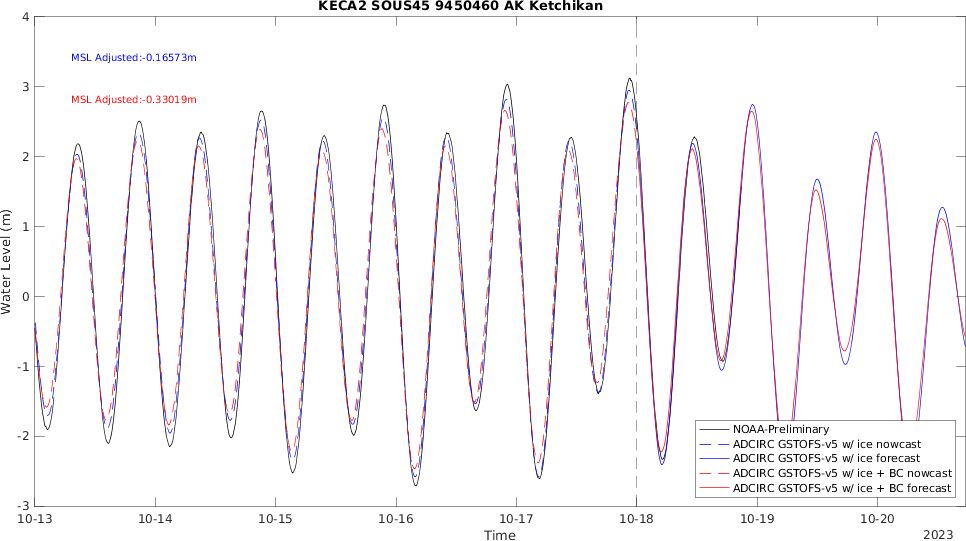 KECA2 SOUS45 9450460 AK Ketchikan
4
3
2
1
0
-1
-2
-3
Water Level (m)
MSL Adjusted:-0.16573m
MSL Adjusted:-0.33019m
NOAA-Preliminary
ADCIRC GSTOFS-v5 w/ ice nowcast
ADCIRC GSTOFS-v5 w/ ice forecast
ADCIRC GSTOFS-v5 w/ ice + BC nowcast
ADCIRC GSTOFS-v5 w/ ice + BC forecast
10-13 10-14 10-15 10-16 10-17 10-18 10-19 10-20
Time
2023